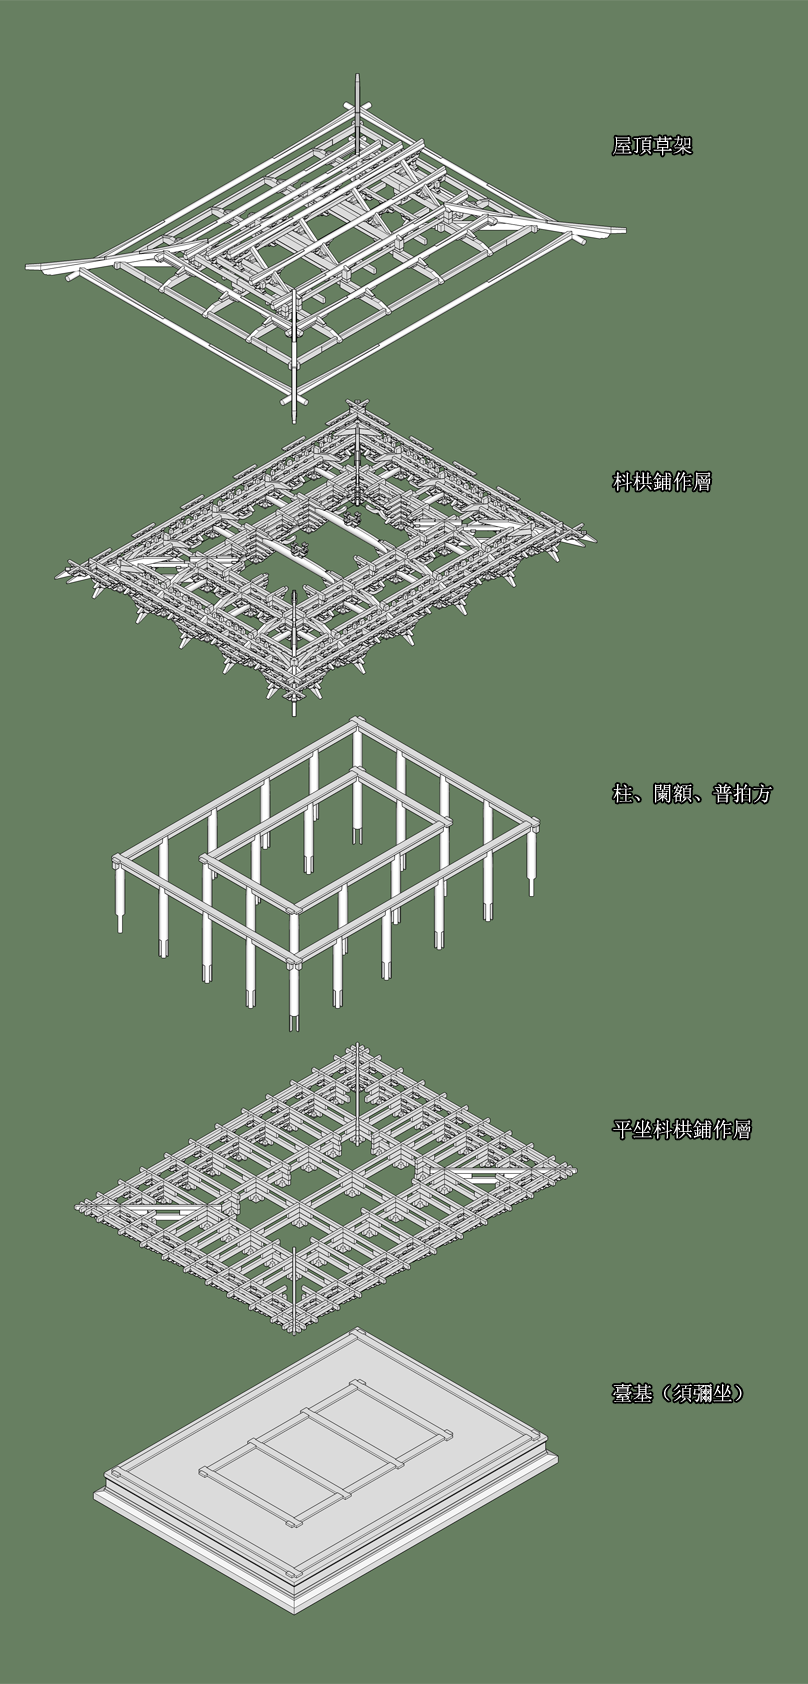 屋頂草架
枓栱鋪作層
柱、闌額、普拍方
平坐枓栱鋪作層
臺基（須彌坐）